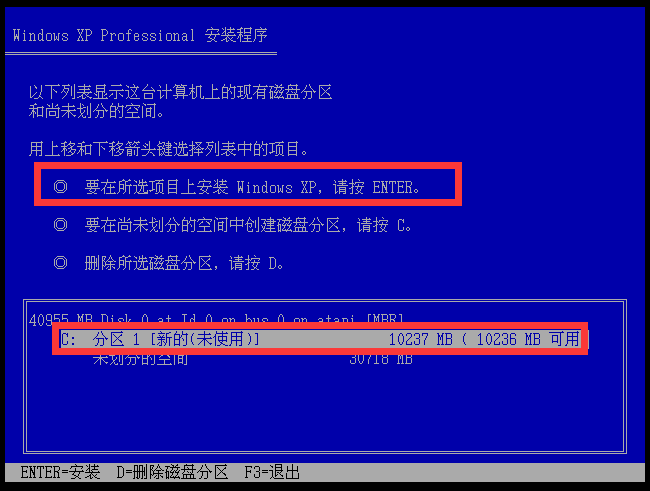 Windows XP Professional 安装程序
以下列表显示这台计算机上的现有磁盘分区
和尚未划分的空间。
用上移和下移箭头键选择列表中的项目。
◎ 要在所选项目上安装 Windows XP，请按 ENTER。
◎ 要在尚未划分的空间中创建磁盘分区，请按 C。
◎ 删除所选磁盘分区，请按 D。
40955 MB Disk 0 at Id 0 on bus 0 on atapi [MBR]
C: 分区 1 [新的(未使用)] 10237 MB ( 10236 MB 可用
未划分的空间 30718 MB
ENTER=安装 D=删除磁盘分区 F3=退出